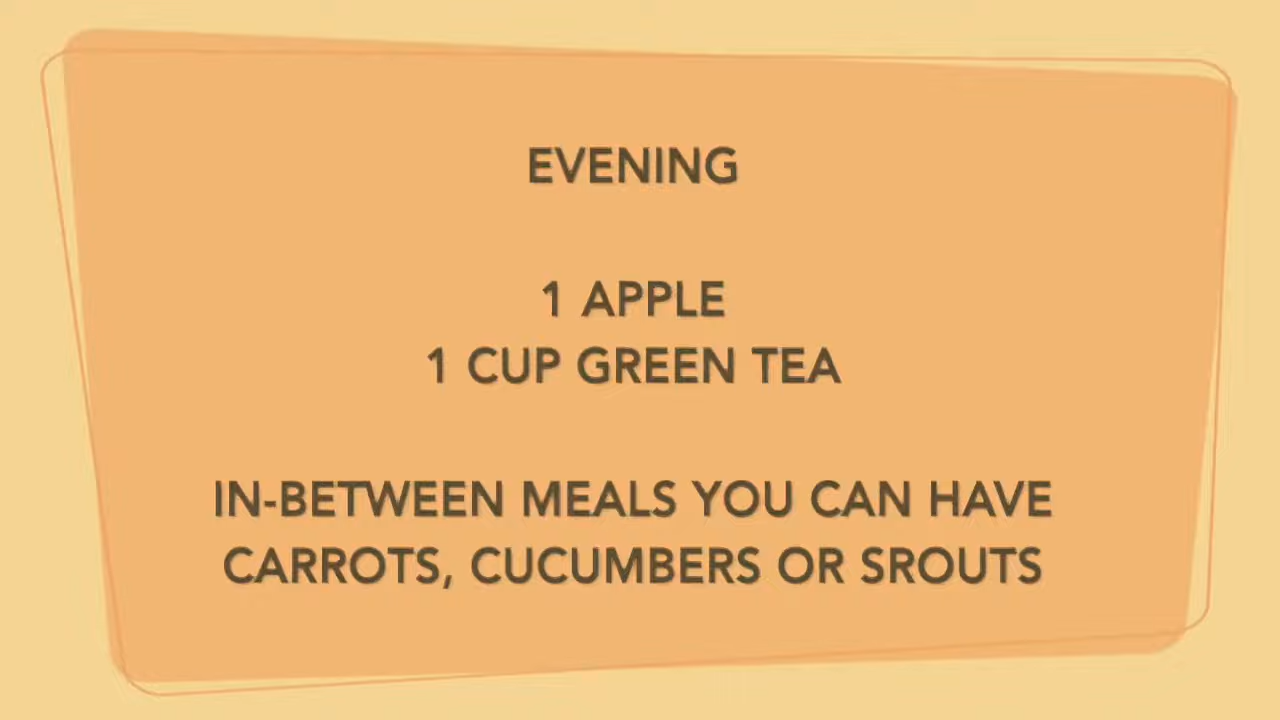 EVENING
1 APPLE
1 CUP GREEN TEA
IN-BETWEEN MEALS YOU CAN HAVE
CARROTS, CUCUMBERS OR SROUTS